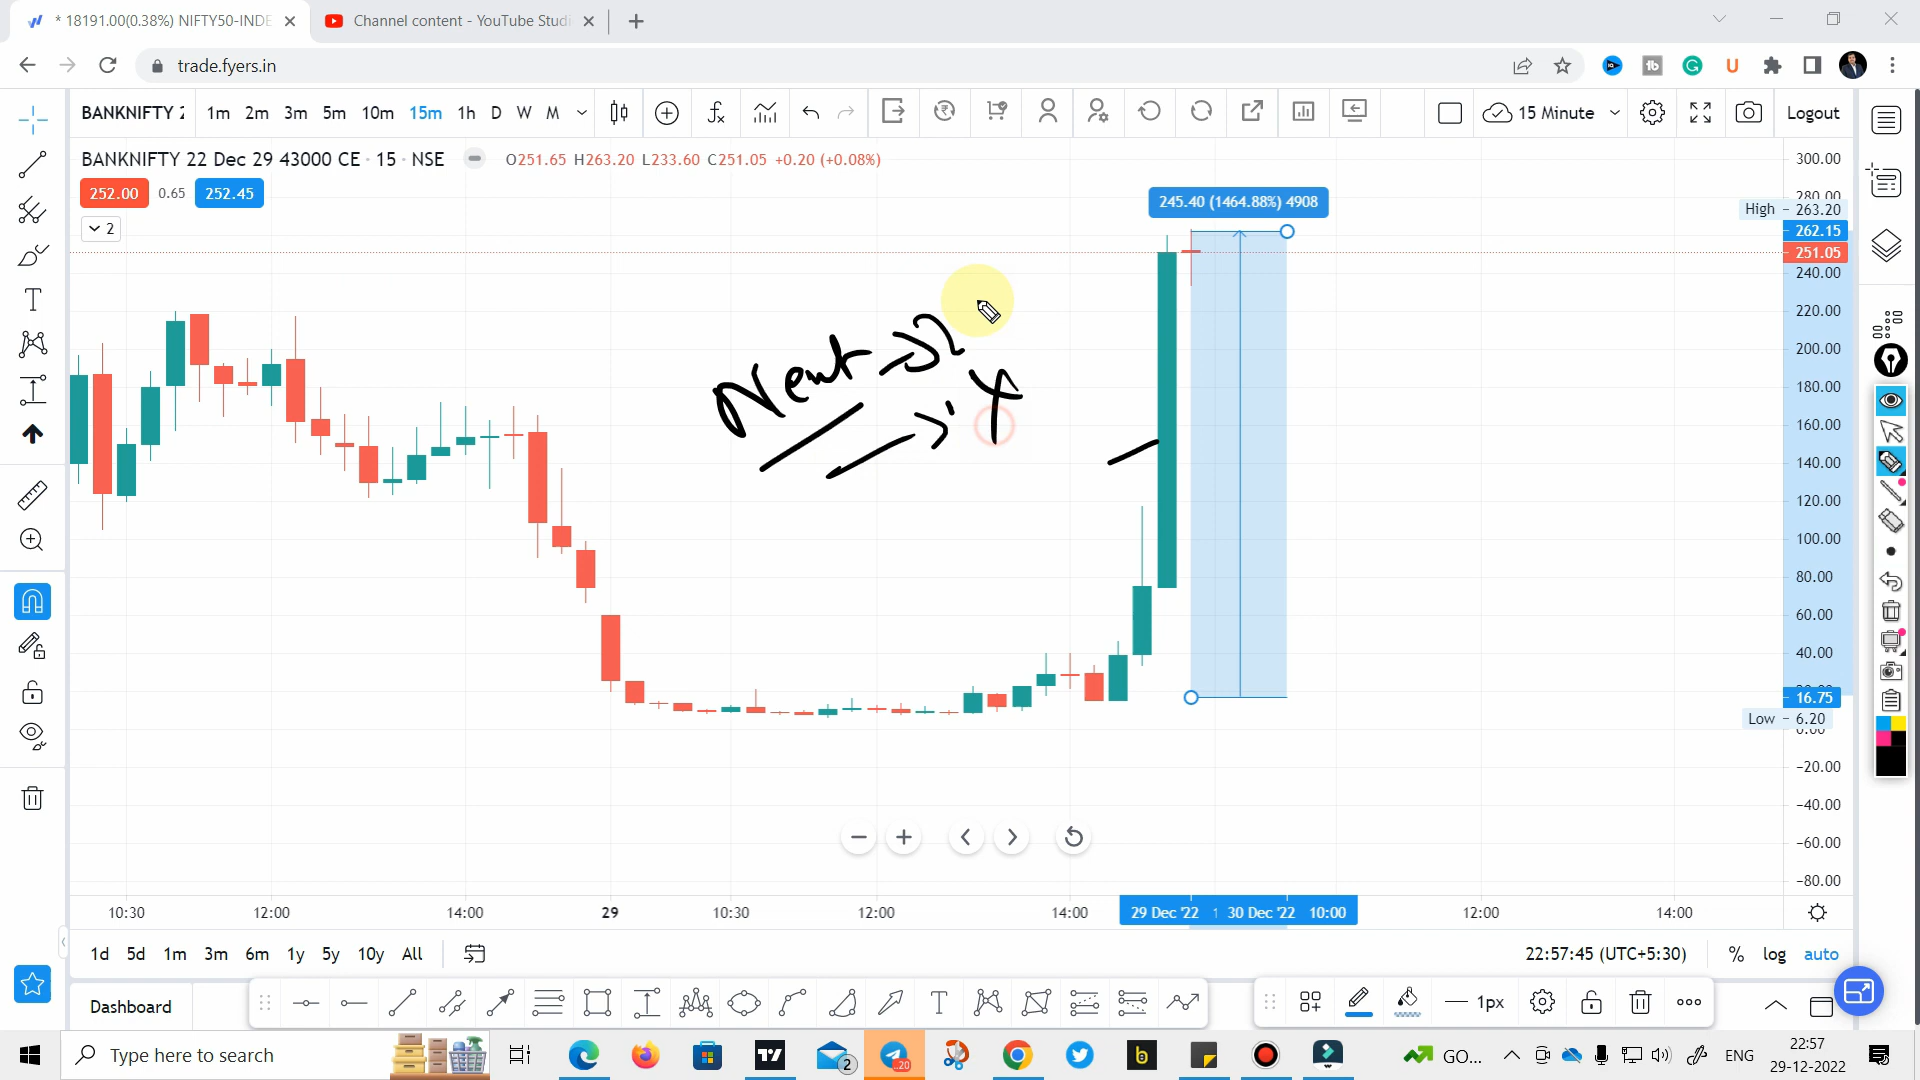 * 18191.00(0.38%) NIFTY50-INDE
Channel content - YouTube Studi
trade.fyers.in
BANKNIFTY 2
1m 2m 3m 5m 10m 15m 1h D W M
15 Minute
Logout
BANKNIFTY 22 Dec 29 43000 CE · 15 · NSE
O251.65 H263.20 L233.60 C251.05 +0.20 (+0.08%)
252.00 0.65 252.45
2
245.40 (1464.88%) 4908
300.00
280.00
High - 263.20
262.15
251.05
240.00
220.00
200.00
180.00
160.00
140.00
120.00
100.00
80.00
60.00
40.00
16.75
Low - 6.20
0.00
-20.00
-40.00
-60.00
-80.00
10:30 12:00 14:00 29 10:30 12:00 14:00 29 Dec '22 30 Dec '22 10:00 12:00 14:00
1d 5d 1m 3m 6m 1y 5y 10y All
22:57:45 (UTC+5:30) % log auto
Dashboard
1px
Type here to search
2
20
GO...
ENG
22:57
29-12-2022